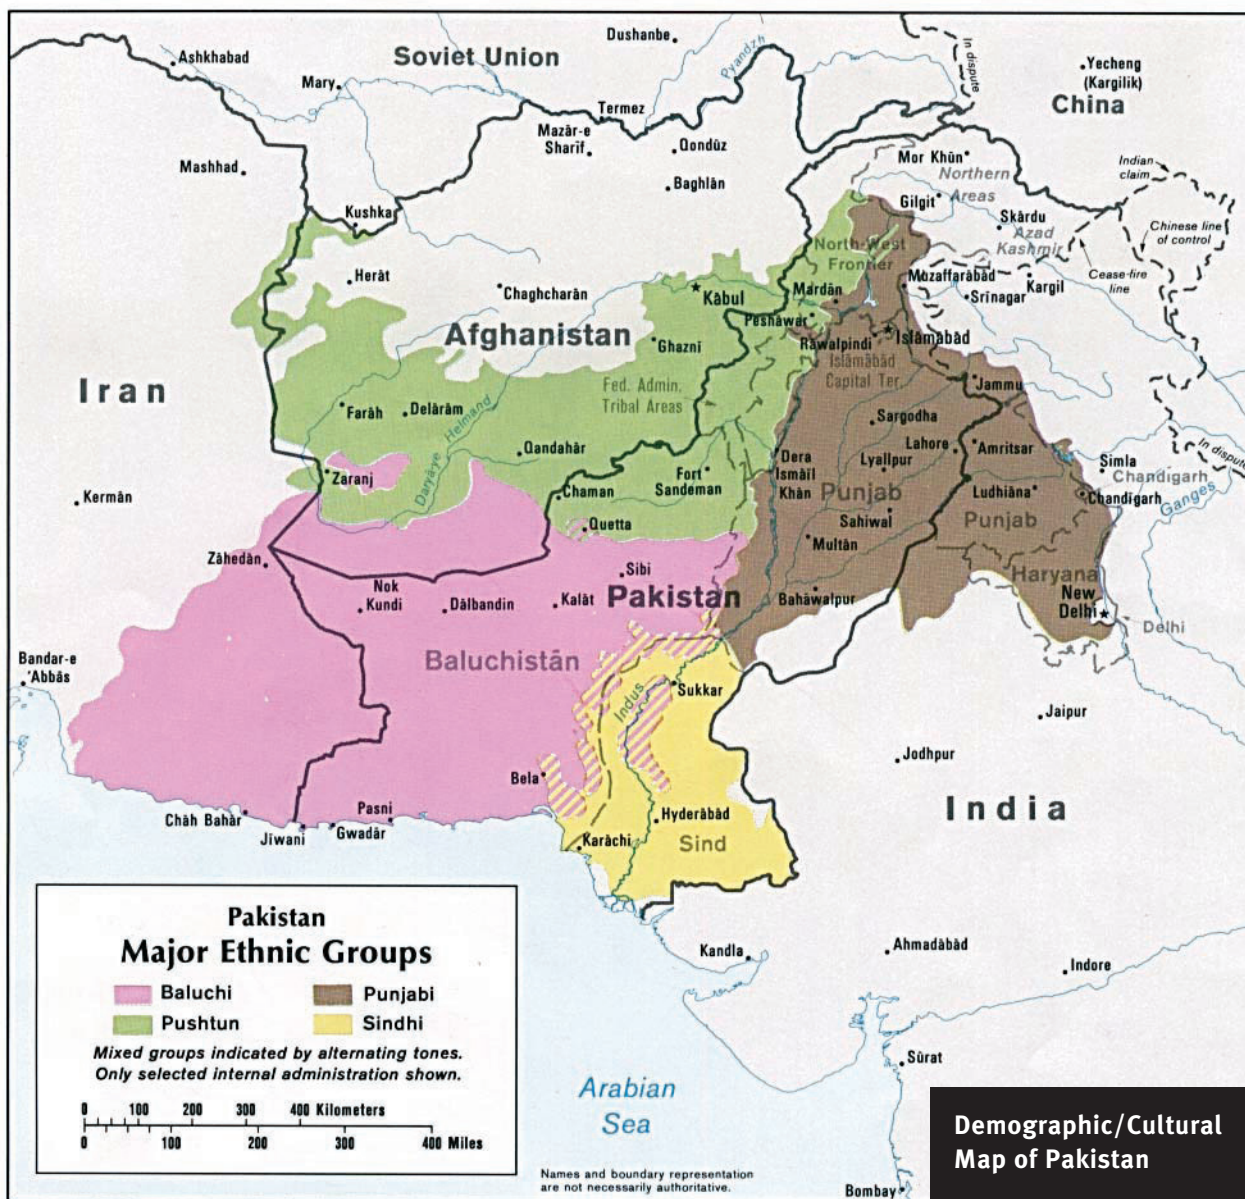 Dushanbe
Ashkhabad
Soviet Union
Pyandzh
In dispute
Yecheng
(Kargilik)
China
Mary
Termez
Mazār-e
Sharīf
Qondūz
Baghlān
Mashhad
Mor Khūn
Northern
Areas
Indian
claim
Gilgit
Kushka
Skārdu
Azad
Kashmir
Chinese line
of control
North-West
Frontier
Herāt
Chaghcharān
Kābul
Mardān
Muzaffarābād
Kargil
Cease-fire
line
Srīnagar
Peshāwar
Afghanistan
Ghazni
Rāwalpindi
Islāmābād
Islāmābād
Capital Ter.
Iran
Fed. Admin.
Tribal Areas
Jammu
Farāh
Delārām
Daryāye Helmand
Sargodha
Qandahār
Lahore
Amritsar
Dera
Ismāīl
Khān
Lyallpur
Simla
In dispute
Zaranj
Fort
Sandeman
Chandigarh
Kermān
Chaman
Punjab
Ludhiāna
Chandīgarh
Ganges
Quetta
Sahiwal
Punjab
Multān
Zāhedān
Sibi
Haryana
Nok
Kundi
Dālbandin
Kalāt
Pakistan
Bahāwalpur
New
Delhi
Delhi
Bandar-e
'Abbās
Baluchistān
Indus
Sukkar
Jaipur
Jodhpur
Bela
India
Chāh Bahār
Pasni
Jīwani
Gwadār
Hyderābād
Karāchi
Sind
Pakistan
Major Ethnic Groups
Baluchi
Punjabi
Pushtun
Sindhi
Mixed groups indicated by alternating tones.
Only selected internal administration shown.
0 100 200 300 400 Kilometers
0 100 200 300 400 Miles
Kandla
Ahmadābād
Indore
Sūrat
Arabian
Sea
Names and boundary representation
are not necessarily authoritative.
Bombay
Demographic/Cultural
Map of Pakistan